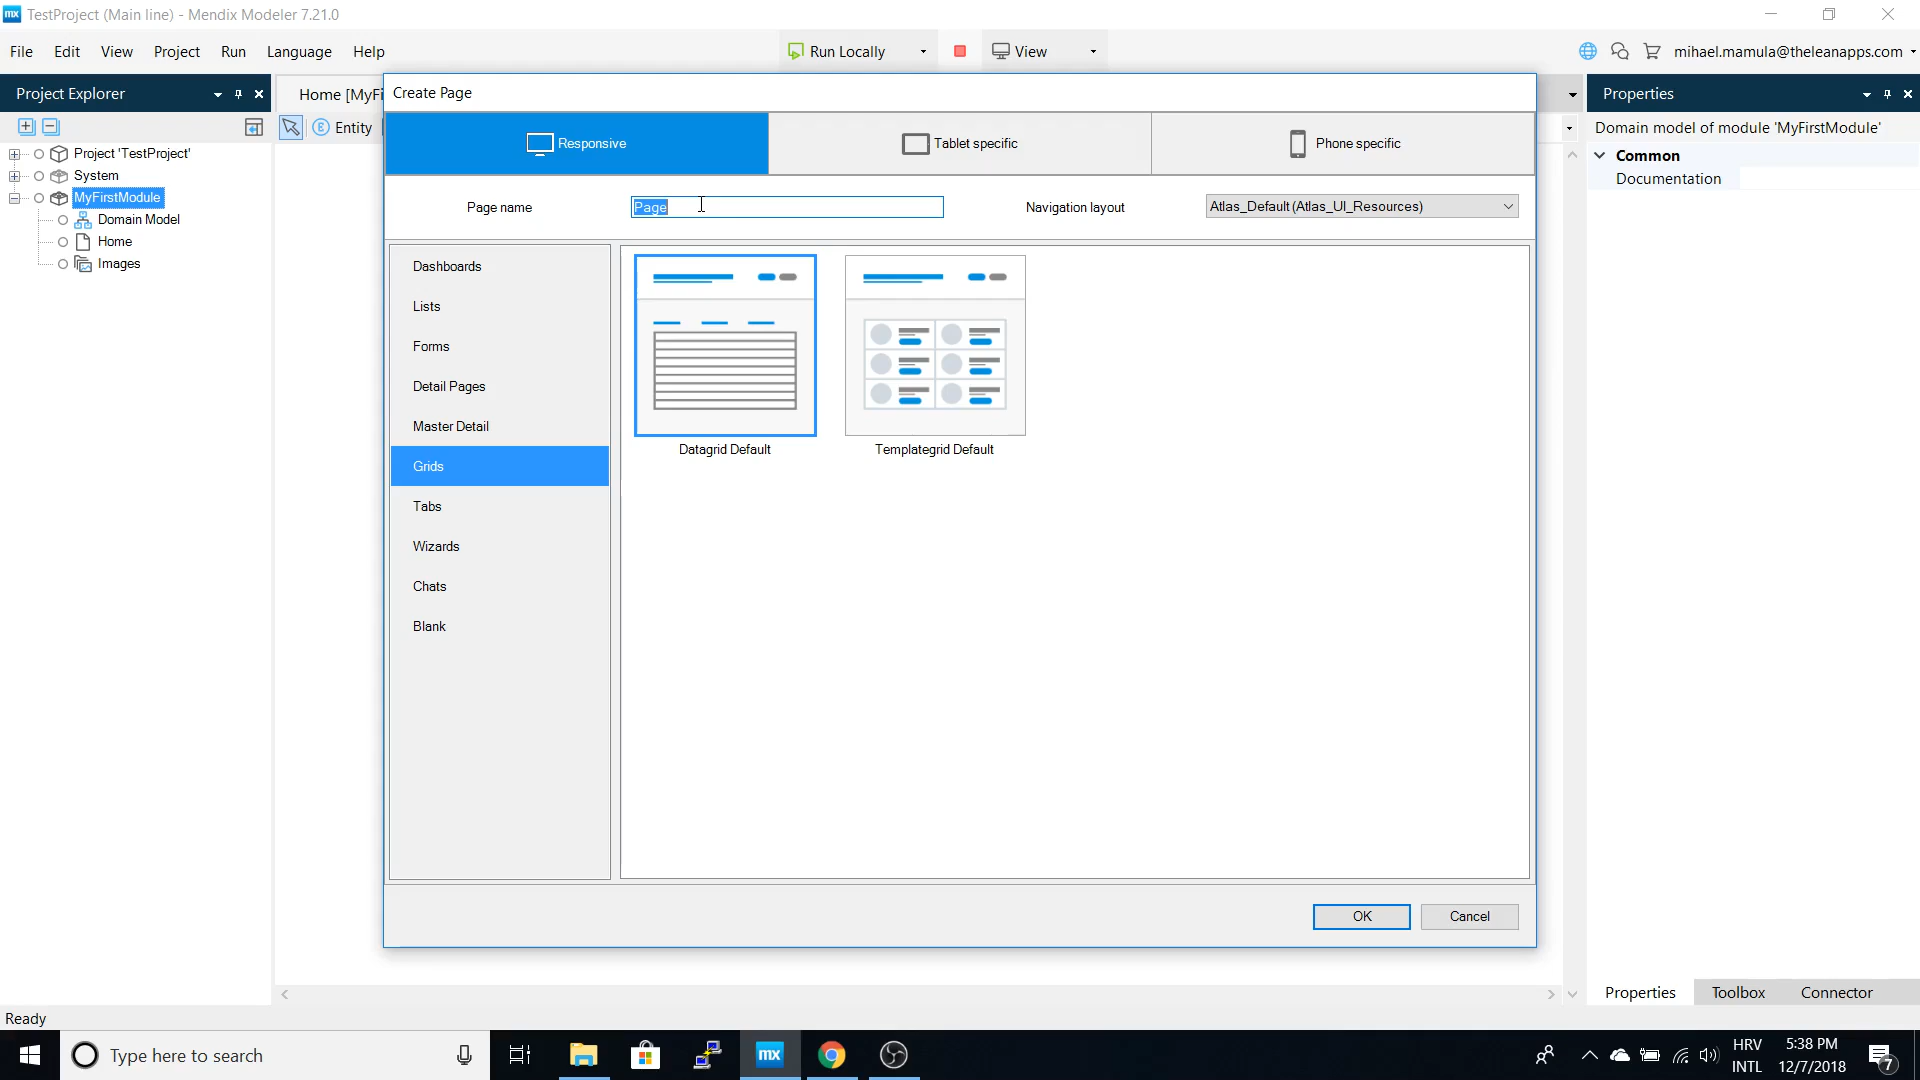 mx TestProject (Main line) - Mendix Modeler 7.21.0
File Edit View Project Run Language Help
Run Locally
View
mihael.mamula@theleanapps.com
Project Explorer
Home [MyFi
Create Page
Properties
Entity
Domain model of module 'MyFirstModule'
Responsive
Tablet specific
Phone specific
Project 'TestProject'
System
MyFirstModule
Domain Model
Home
Images
Common
Documentation
Page name
Page
Navigation layout
Atlas_Default (Atlas_UI_Resources)
Dashboards
Lists
Forms
Detail Pages
Master Detail
Grids
Tabs
Wizards
Chats
Blank
Datagrid Default
Templategrid Default
OK
Cancel
Properties
Toolbox
Connector
Ready
Type here to search
mx
HRV
INTL
5:38 PM
12/7/2018
7